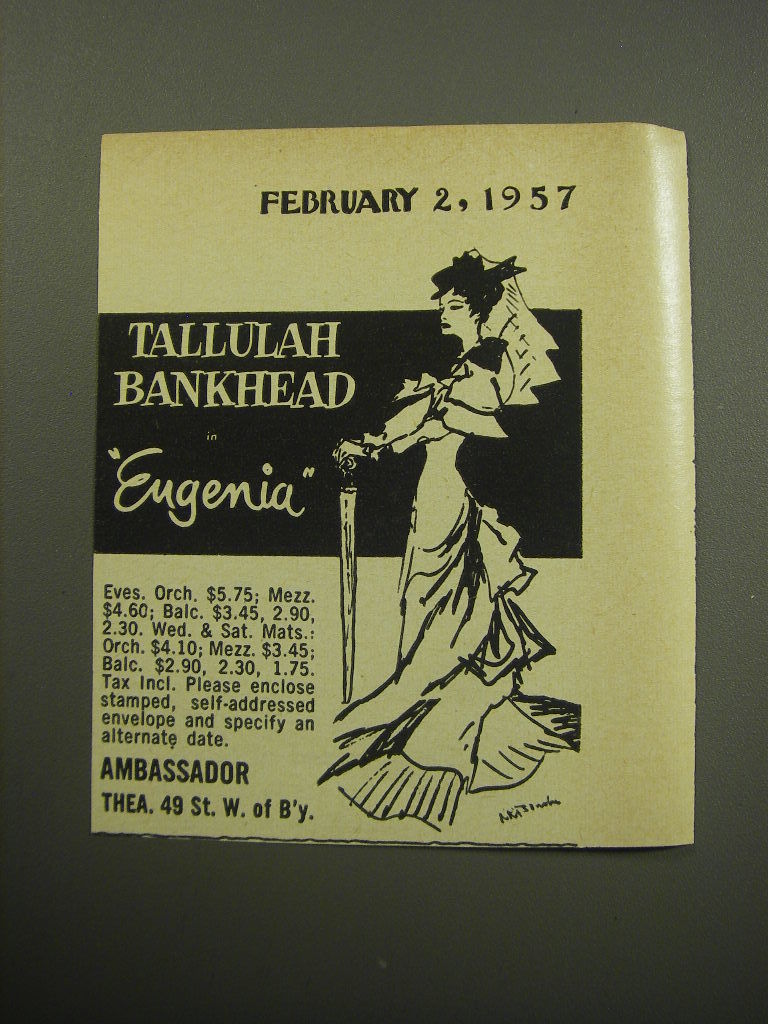 FEBRUARY 2, 1957
TALLULAH
BANKHEAD
in
"Eugenia"
Eves. Orch. $5.75; Mezz.
$4.60; Balc. $3.45, 2.90,
2.30. Wed. & Sat. Mats.:
Orch. $4.10; Mezz. $3.45;
Balc. $2.90, 2.30, 1.75.
Tax Incl. Please enclose
stamped, self-addressed
envelope and specify an
alternate date.
AMBASSADOR
THEA. 49 St. W. of B'y.